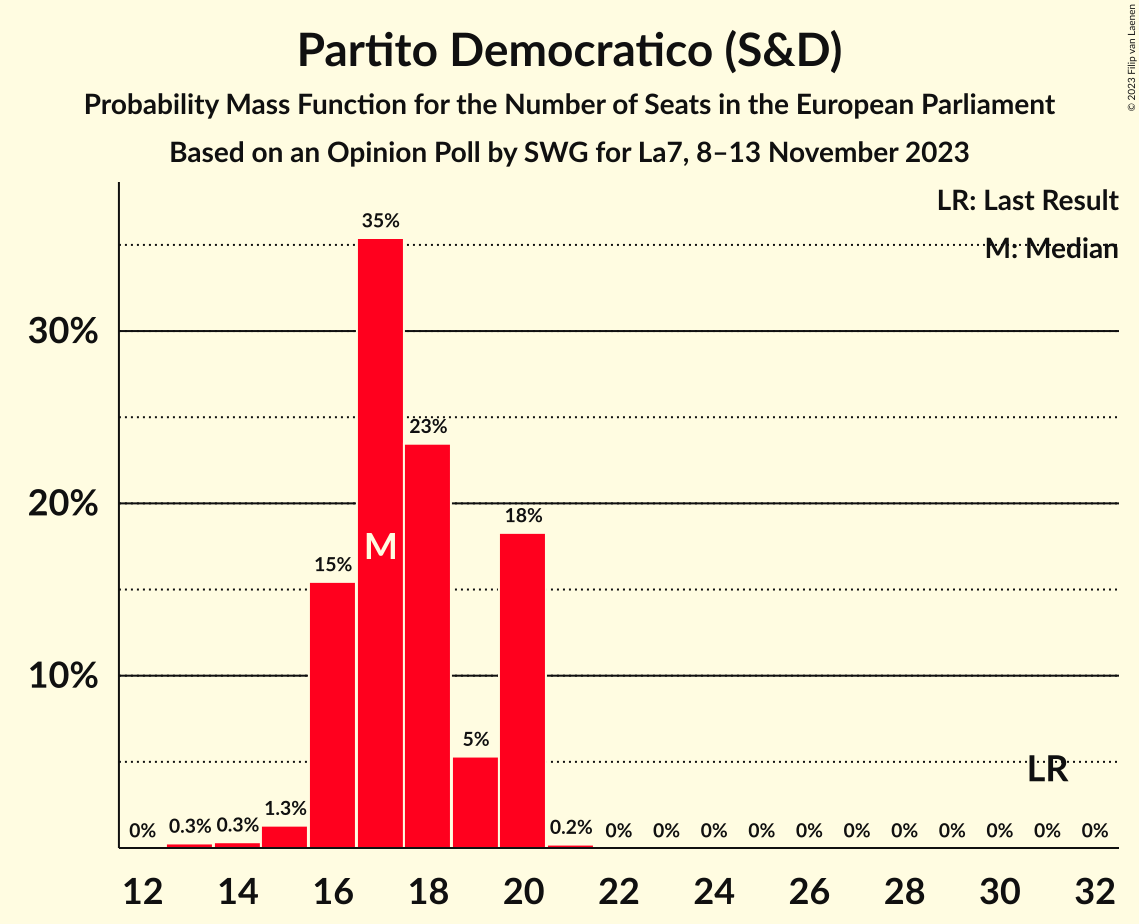 Partito Democratico (S&D)
Probability Mass Function for the Number of Seats in the European Parliament
Based on an Opinion Poll by SWG for La7, 8–13 November 2023
© 2023 Filip van Laenen
LR: Last Result
M: Median
35%
30%
23%
20%
18%
15%
M
10%
5%
LR
0% 0.3% 0.3% 1.3% 0.2% 0% 0% 0% 0% 0% 0% 0% 0% 0% 0% 0%
12 14 16 18 20 22 24 26 28 30 32